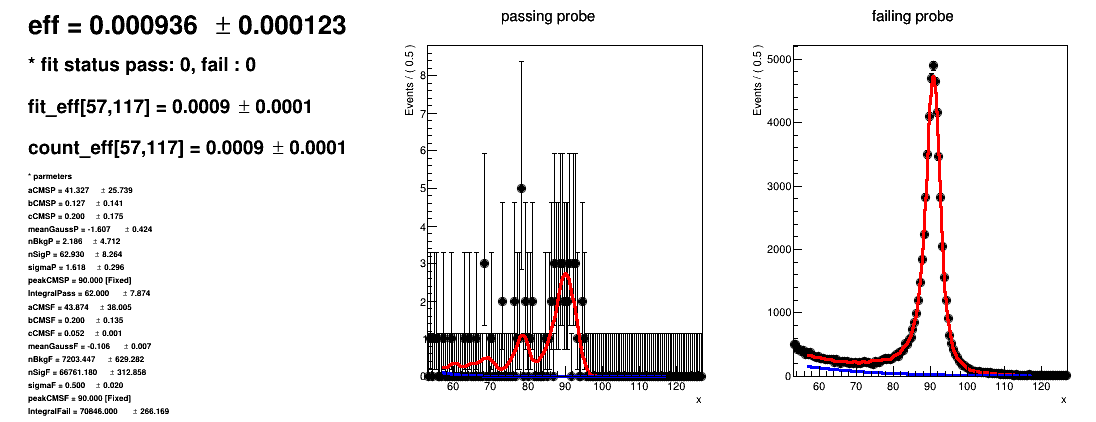 eff = 0.000936 ± 0.000123
* fit status pass: 0, fail : 0
fit_eff[57,117] = 0.0009 ± 0.0001
count_eff[57,117] = 0.0009 ± 0.0001
* parmeters
aCMSP = 41.327 ± 25.739
bCMSP = 0.127 ± 0.141
cCMSP = 0.200 ± 0.175
meanGaussP = -1.607 ± 0.424
nBkgP = 2.186 ± 4.712
nSigP = 62.930 ± 8.264
sigmaP = 1.618 ± 0.296
peakCMSP = 90.000 [Fixed]
IntegralPass = 62.000 ± 7.874
aCMSF = 43.874 ± 38.005
bCMSF = 0.200 ± 0.135
cCMSF = 0.052 ± 0.001
meanGaussF = -0.106 ± 0.007
nBkgF = 7203.447 ± 629.282
nSigF = 66761.180 ± 312.858
sigmaF = 0.500 ± 0.020
peakCMSF = 90.000 [Fixed]
IntegralFail = 70846.000 ± 266.169
passing probe
Events / ( 0.5 )
8
7
6
5
4
3
2
1
0
60 70 80 90 100 110 120
x
failing probe
Events / ( 0.5 )
5000
4000
3000
2000
1000
0
60 70 80 90 100 110 120
x